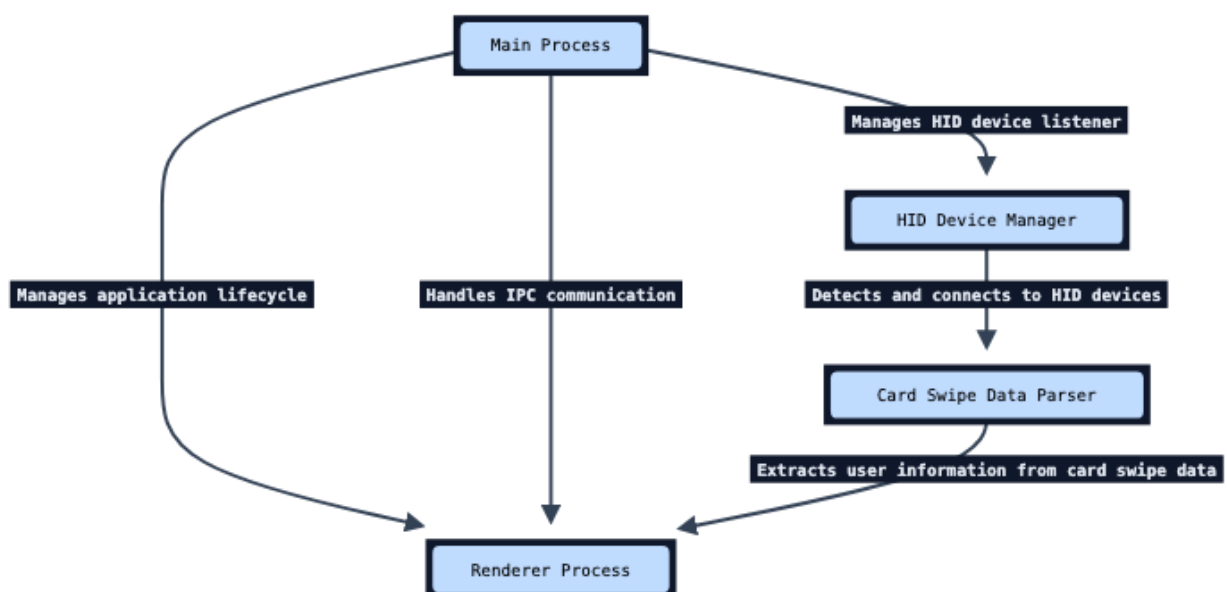 Main Process
Manages HID device listener
HID Device Manager
Manages application lifecycle
Handles IPC communication
Detects and connects to HID devices
Card Swipe Data Parser
Extracts user information from card swipe data
Renderer Process